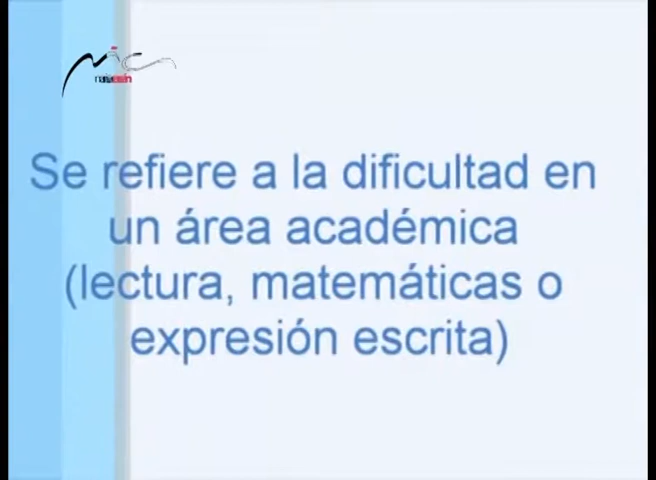 Se refiere a la dificultad en
un área académica
(lectura, matemáticas o
expresión escrita)